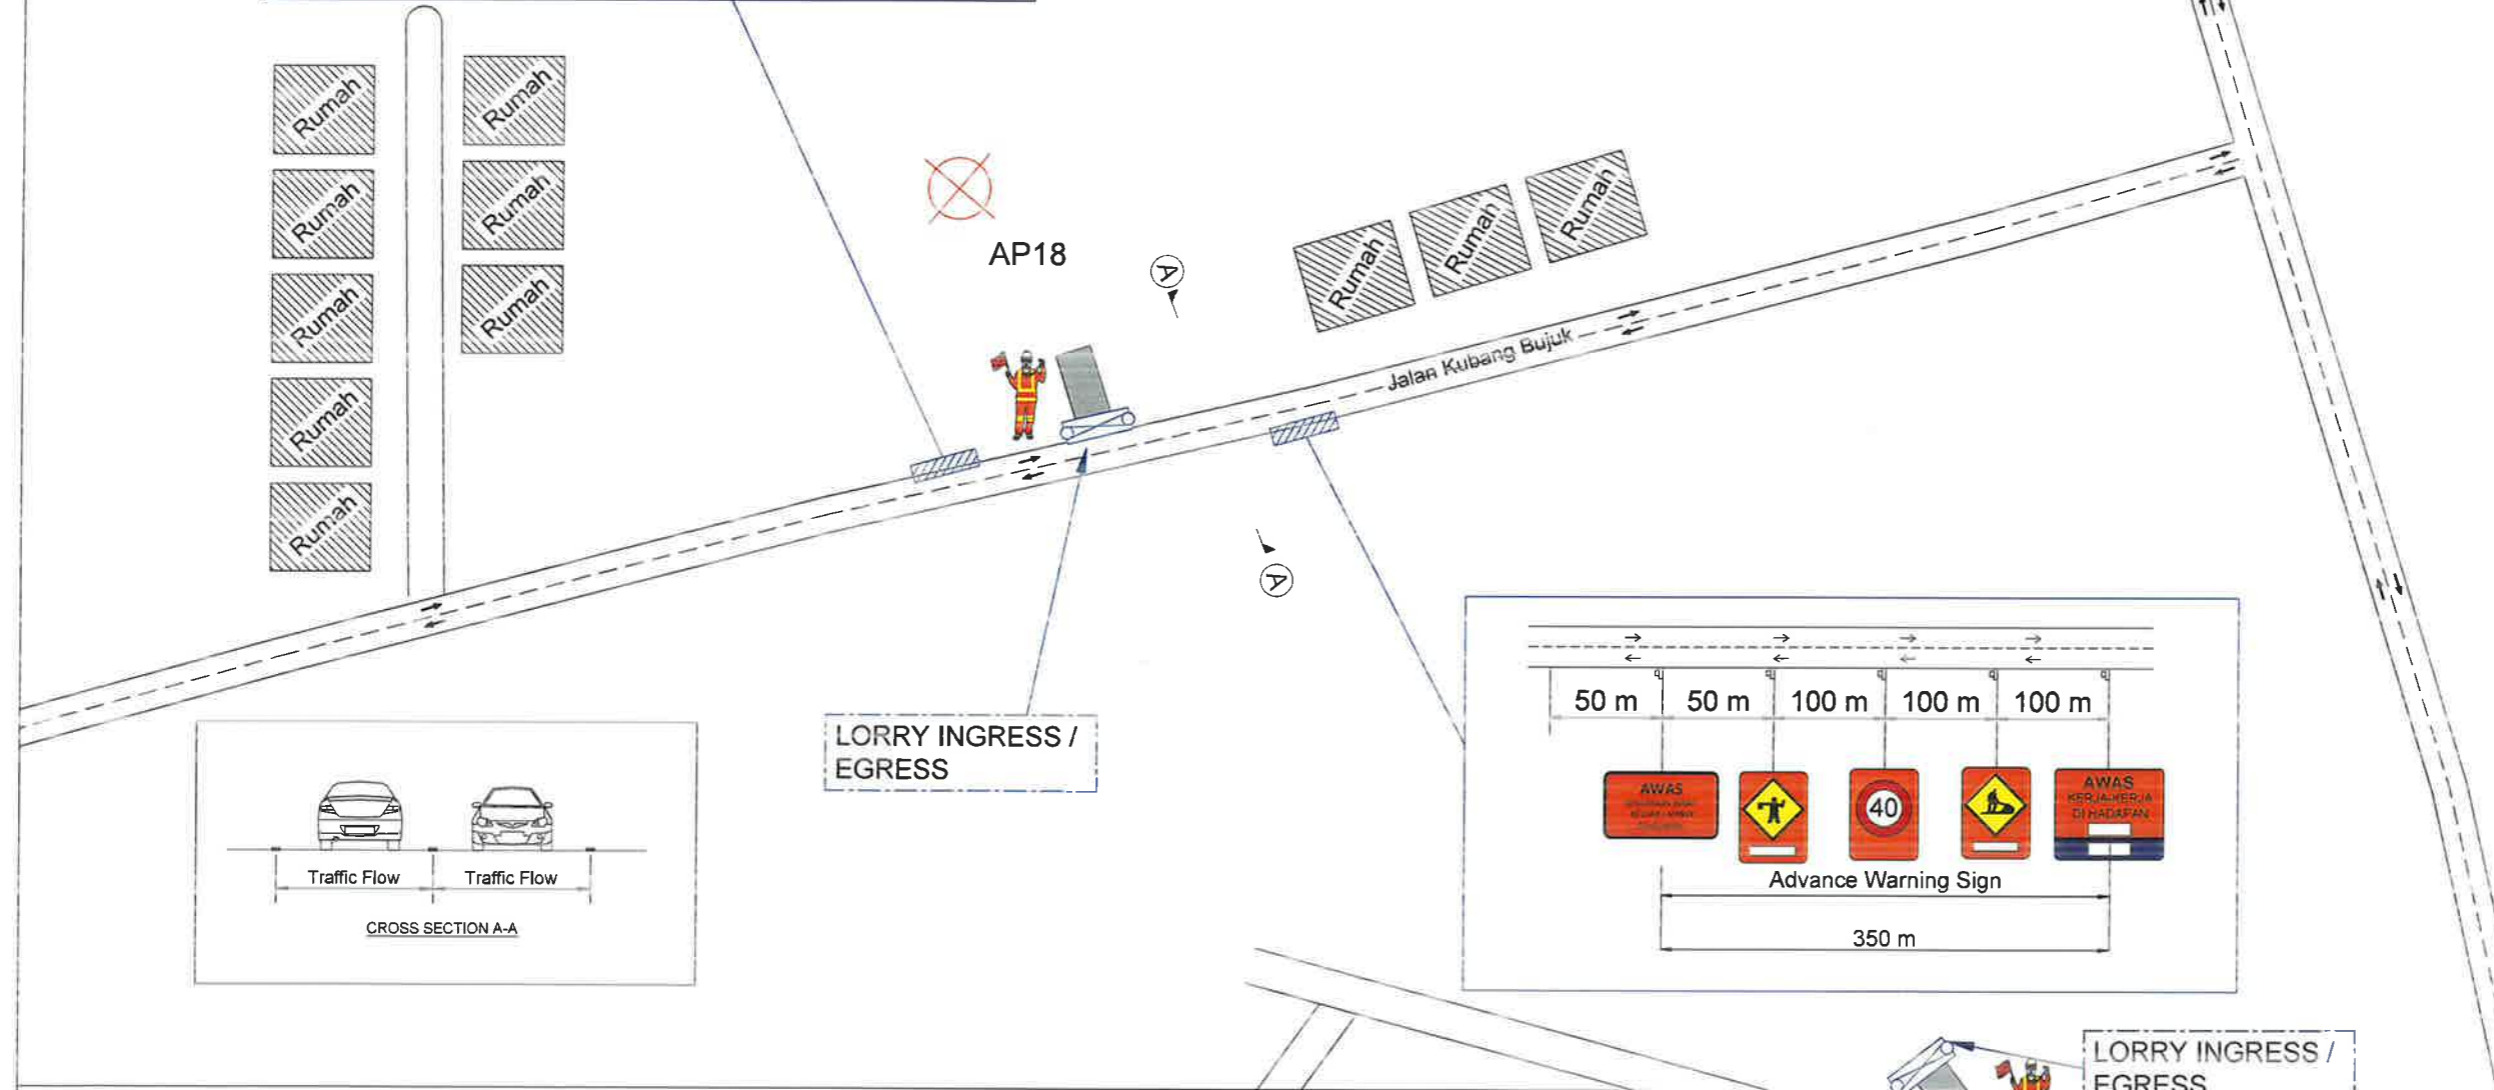 Rumah
Rumah
Rumah
Rumah
Rumah
Rumah
Rumah
Rumah
AP18
A
Rumah
Rumah
Rumah
Jalan Kubang Bujuk
A
LORRY INGRESS /
EGRESS
Traffic Flow
Traffic Flow
CROSS SECTION A-A
50 m
50 m
100 m
100 m
100 m
AWAS
40
AWAS
KERJA-KERJA
DI HADAPAN
Advance Warning Sign
350 m
LORRY INGRESS /
EGRESS